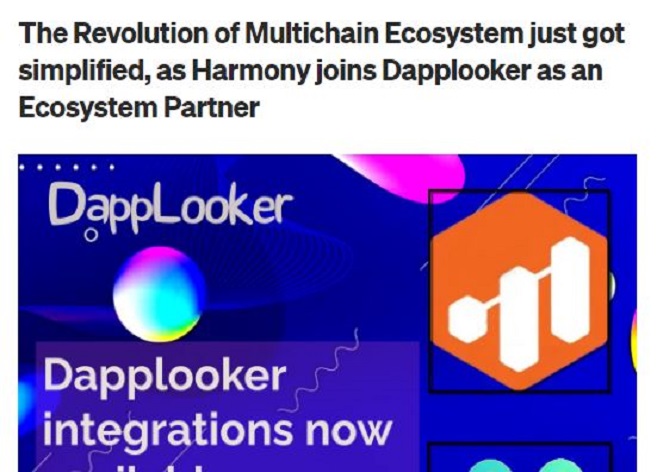 The Revolution of Multichain Ecosystem just got
simplified, as Harmony joins Dapplooker as an
Ecosystem Partner
DappLooker
Dapplooker
integrations now